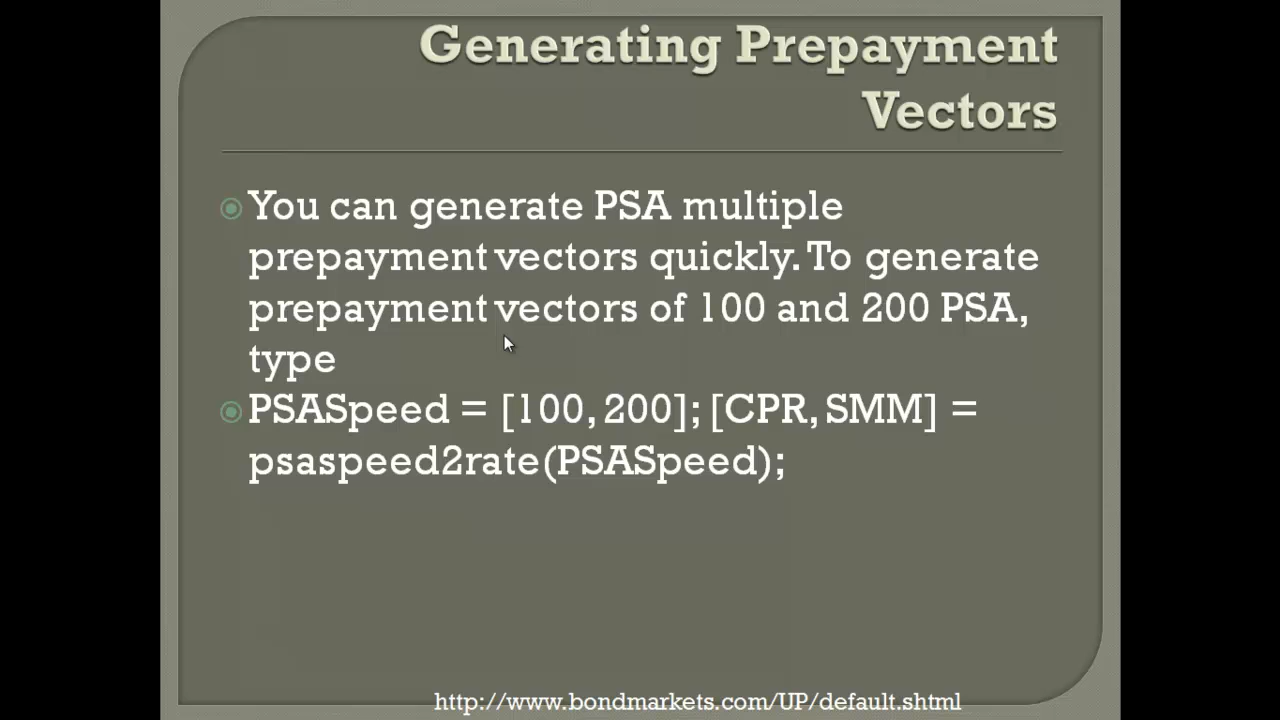 Generating Prepayment
Vectors
You can generate PSA multiple
prepayment vectors quickly. To generate
prepayment vectors of 100 and 200 PSA,
type
PSASpeed = [100, 200]; [CPR, SMM] =
psaspeed2rate(PSASpeed);
http://www.bondmarkets.com/UP/default.shtml